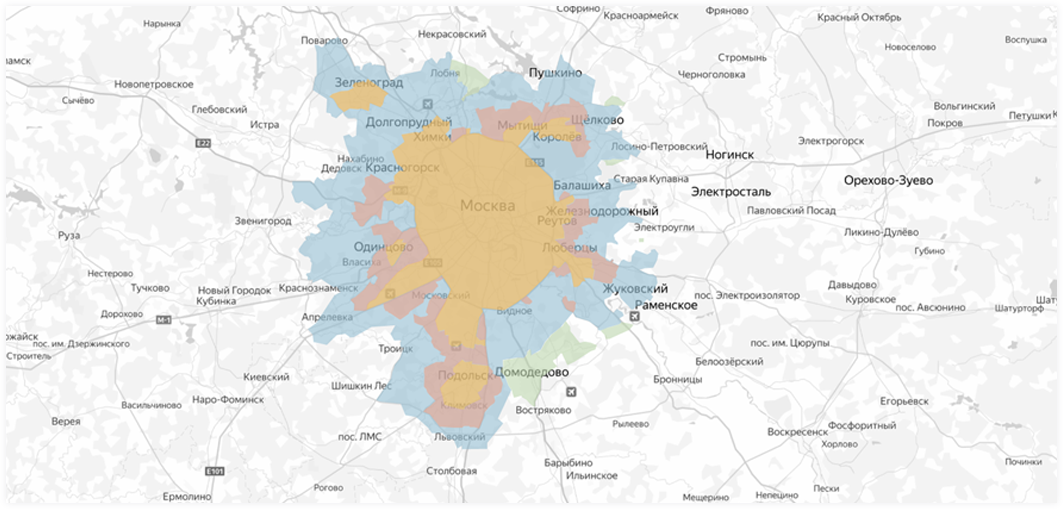 Софрино
Красноармейск
Фряново
Красный Октябрь
Нарынка
Некрасовский
Поварово
Воспушка
Новоселово
Стромынь
Черноголовка
Лобня
Пушкино
Зеленоград
Новопетровское
Сычёво
Глебовский
Истра
Вольгинский
Петушки
Покров
Долгопрудный
Химки
Мытищи
Щёлково
Королёв
Электрогорск
E22
Лосино-Петровский
Ногинск
Нахабино
Дедовск
Красногорск
Старая Купавна
Балашиха
Электросталь
Орехово-Зуево
Москва
Железнодорожный
Реутов
Павловский Посад
Звенигород
Электроугли
Ликино-Дулёво
Руза
Одинцово
Люберцы
Губино
Власиха
Нестерово
Тучково
Новый Городок
Кубинка
Краснознаменск
Московский
Жуковский
Раменское
пос. Электроизолятор
Давыдово
Куровское
пос. Авсюнино
Шатурторф
Дорохово
М-1
Апрелевка
Видное
пос. им. Дзержинского
Строитель
Троицк
пос. им. Цюрупы
Белоозёрский
Киевский
Шишкин Лес
Подольск
Домодедово
Бронницы
Наро-Фоминск
Васильчиново
Климовск
Востряково
Егорьевск
Верея
Рылеево
Фосфоритный
Воскресенск
Хорлово
пос. ЛМС
Львовский
E101
Столбовая
Барыбино
Ильинское
Починки
Рогово
Ермолино
Мещерино
Непецино
Пески